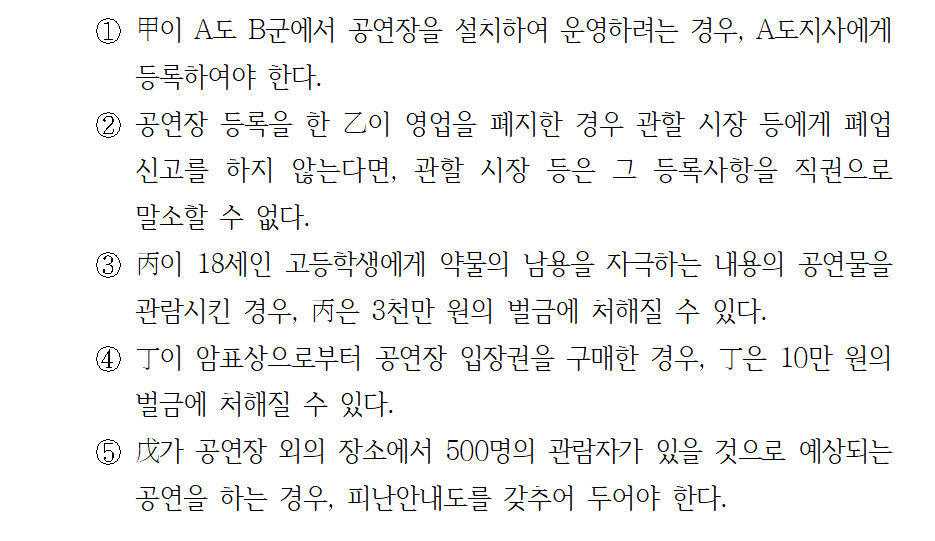 ① 甲이 A도 B군에서 공연장을 설치하여 운영하려는 경우, A도지사에게
등록하여야 한다.
② 공연장 등록을 한 乙이 영업을 폐지한 경우 관할 시장 등에게 폐업
신고를 하지 않는다면, 관할 시장 등은 그 등록사항을 직권으로
말소할 수 없다.
③ 丙이 18세인 고등학생에게 약물의 남용을 자극하는 내용의 공연물을
관람시킨 경우, 丙은 3천만 원의 벌금에 처해질 수 있다.
④ 丁이 암표상으로부터 공연장 입장권을 구매한 경우, 丁은 10만 원의
벌금에 처해질 수 있다.
⑤ 戊가 공연장 외의 장소에서 500명의 관람자가 있을 것으로 예상되는
공연을 하는 경우, 피난안내도를 갖추어 두어야 한다.